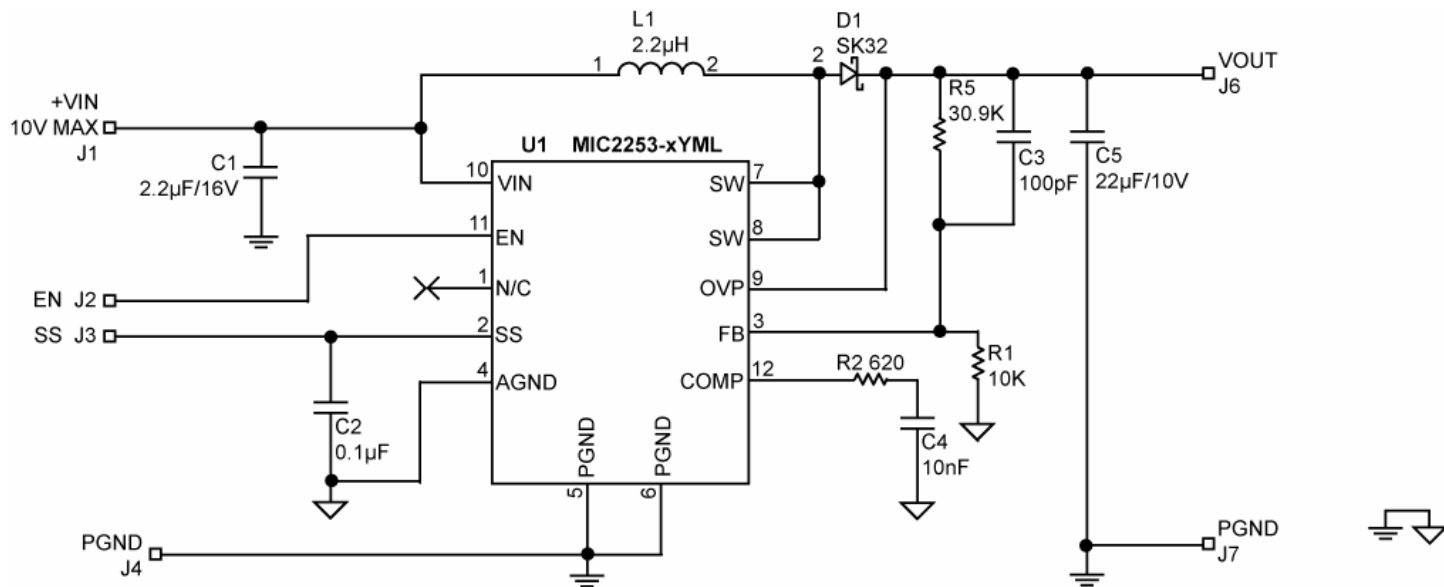 L1
2.2µH
1
2
2
D1
SK32
VOUT
J6
+VIN
10V MAX
J1
C1
2.2µF/16V
U1 MIC2253-xYML
R5
30.9K
C3
100pF
C5
22µF/10V
10
VIN
SW
7
11
EN
SW
8
1
N/C
OVP
9
EN J2
SS J3
2
SS
FB
3
4
AGND
COMP
12
R2 620
R1
10K
C2
0.1µF
C4
10nF
PGND
PGND
5
6
PGND
J4
PGND
J7